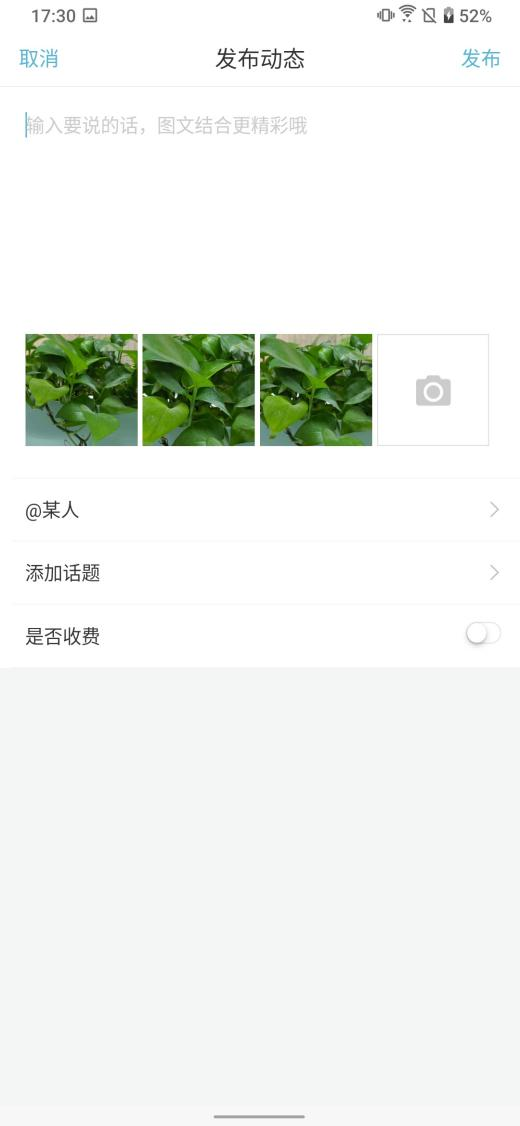 17:30 52%
取消 发布动态 发布
输入要说的话，图文结合更精彩哦
@某人
添加话题
是否收费